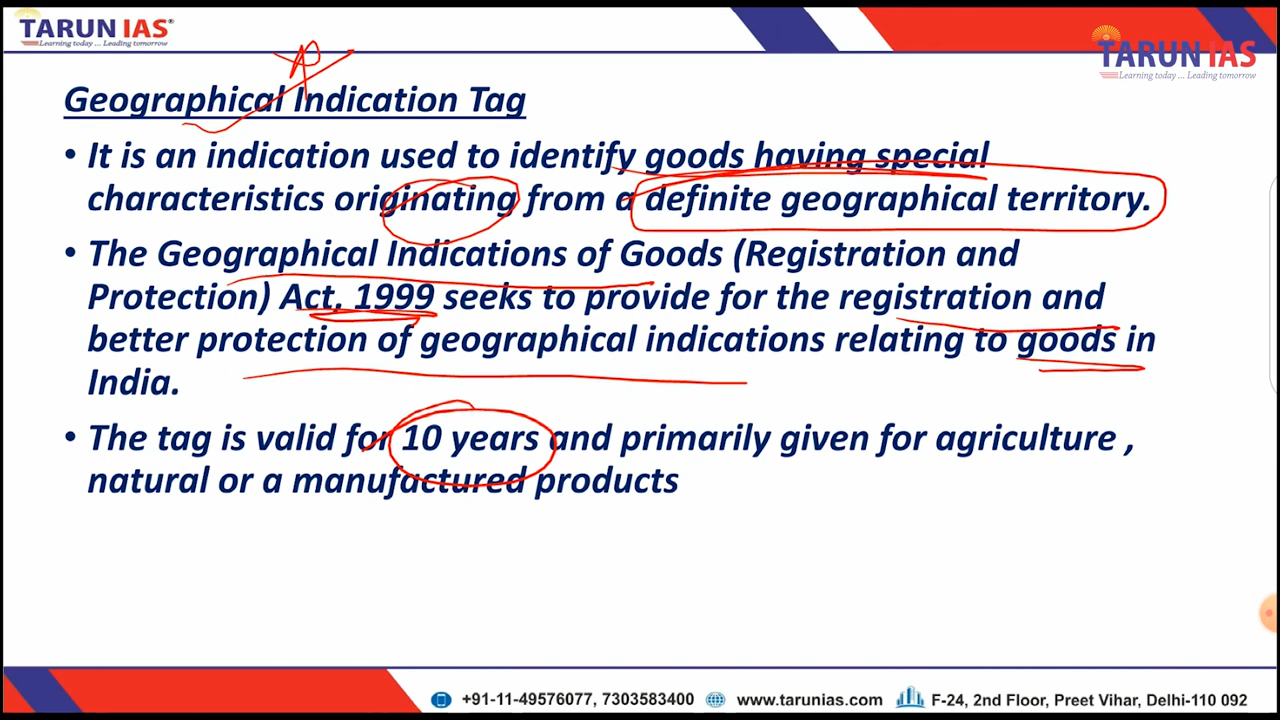 TARUN IAS®
Learning today ... Leading tomorrow
TARUN IAS
Learning today ... Leading tomorrow
Geographical Indication Tag
• It is an indication used to identify goods having special
characteristics originating from a definite geographical territory.
• The Geographical Indications of Goods (Registration and
Protection) Act, 1999 seeks to provide for the registration and
better protection of geographical indications relating to goods in
India.
• The tag is valid for 10 years and primarily given for agriculture ,
natural or a manufactured products
+91-11-49576077, 7303583400 www.tarunias.com F-24, 2nd Floor, Preet Vihar, Delhi-110 092